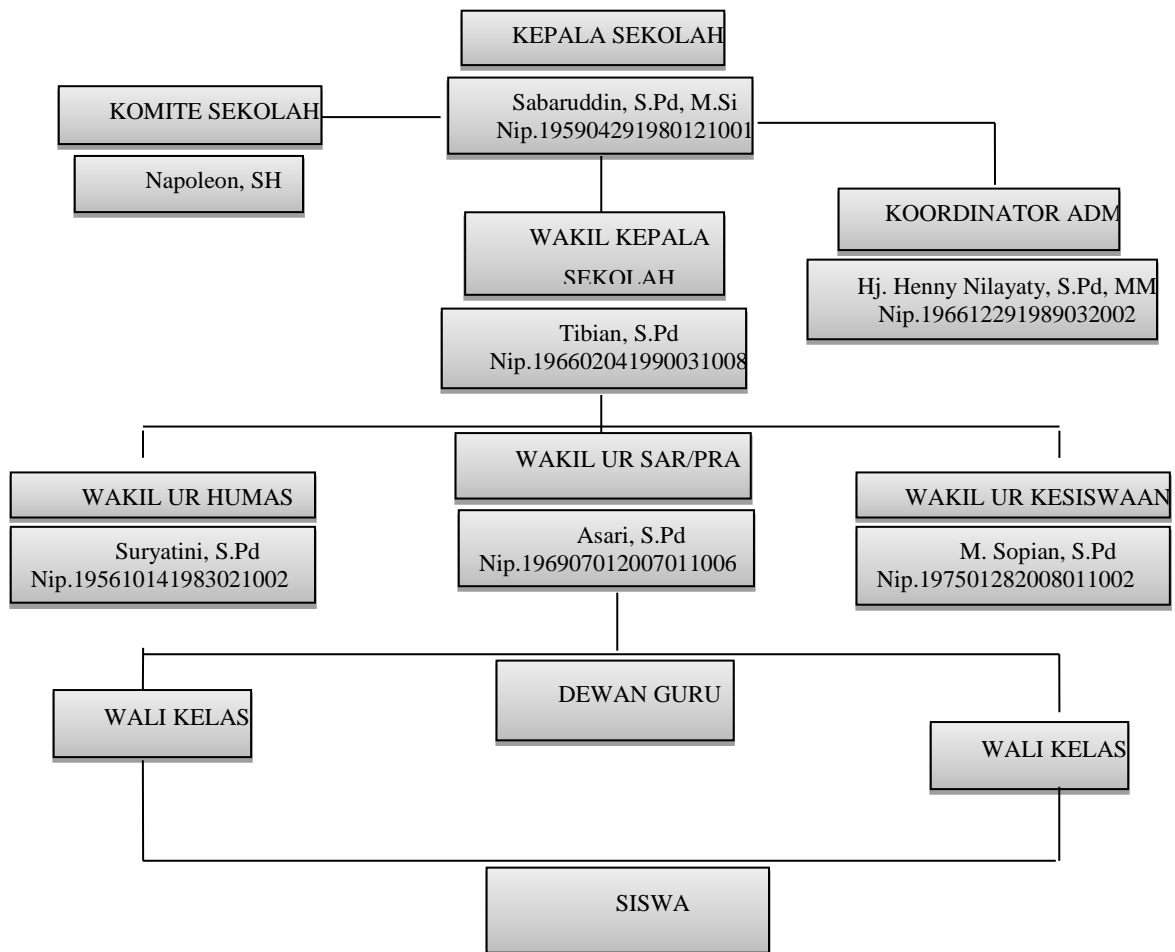 KEPALA SEKOLAH
KOMITE SEKOLAH
Sabaruddin, S.Pd, M.Si
Nip.195904291980121001
Napoleon, SH
KOORDINATOR ADM
WAKIL KEPALA
SEKOLAH
Hj. Henny Nilayaty, S.Pd, MM
Nip.196612291989032002
Tibian, S.Pd
Nip.196602041990031008
WAKIL UR HUMAS
WAKIL UR SAR/PRA
WAKIL UR KESISWAAN
Suryatini, S.Pd
Nip.195610141983021002
Asari, S.Pd
Nip.196907012007011006
M. Sopian, S.Pd
Nip.197501282008011002
WALI KELAS
DEWAN GURU
WALI KELAS
SISWA